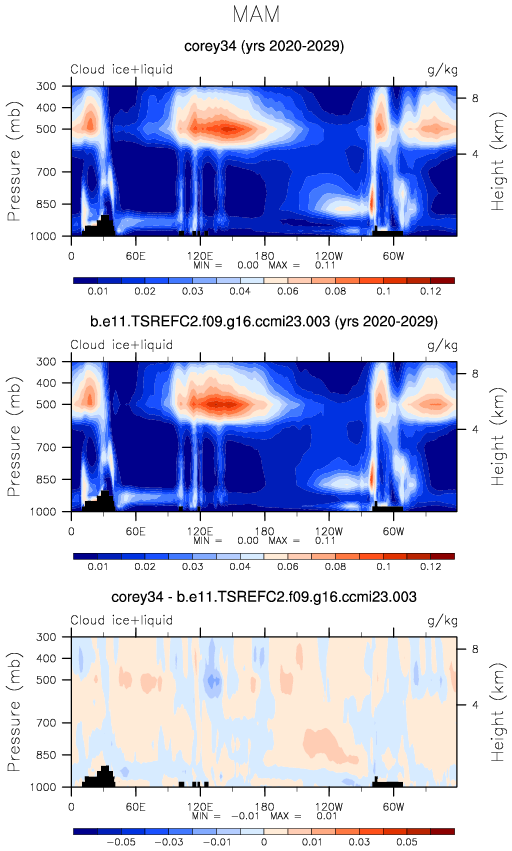 MAM
corey34 (yrs 2020-2029)
Cloud ice+liquid g/kg
Pressure (mb)
300
500
700
850
1000
8
4
Height (km)
0 60E 120E 180 120W 60W
MIN = 0.00 MAX = 0.11
0.01 0.02 0.03 0.04 0.06 0.08 0.1 0.12
b.e11.TSREFC2.f09.g16.ccmi23.003 (yrs 2020-2029)
Cloud ice+liquid g/kg
Pressure (mb)
300
500
700
850
1000
8
4
Height (km)
0 60E 120E 180 120W 60W
MIN = 0.00 MAX = 0.11
0.01 0.02 0.03 0.04 0.06 0.08 0.1 0.12
corey34 - b.e11.TSREFC2.f09.g16.ccmi23.003
Cloud ice+liquid g/kg
Pressure (mb)
300
500
700
850
1000
8
4
Height (km)
0 60E 120E 180 120W 60W
MIN = -0.01 MAX = 0.01
-0.05 -0.03 -0.01 0 0.01 0.03 0.05